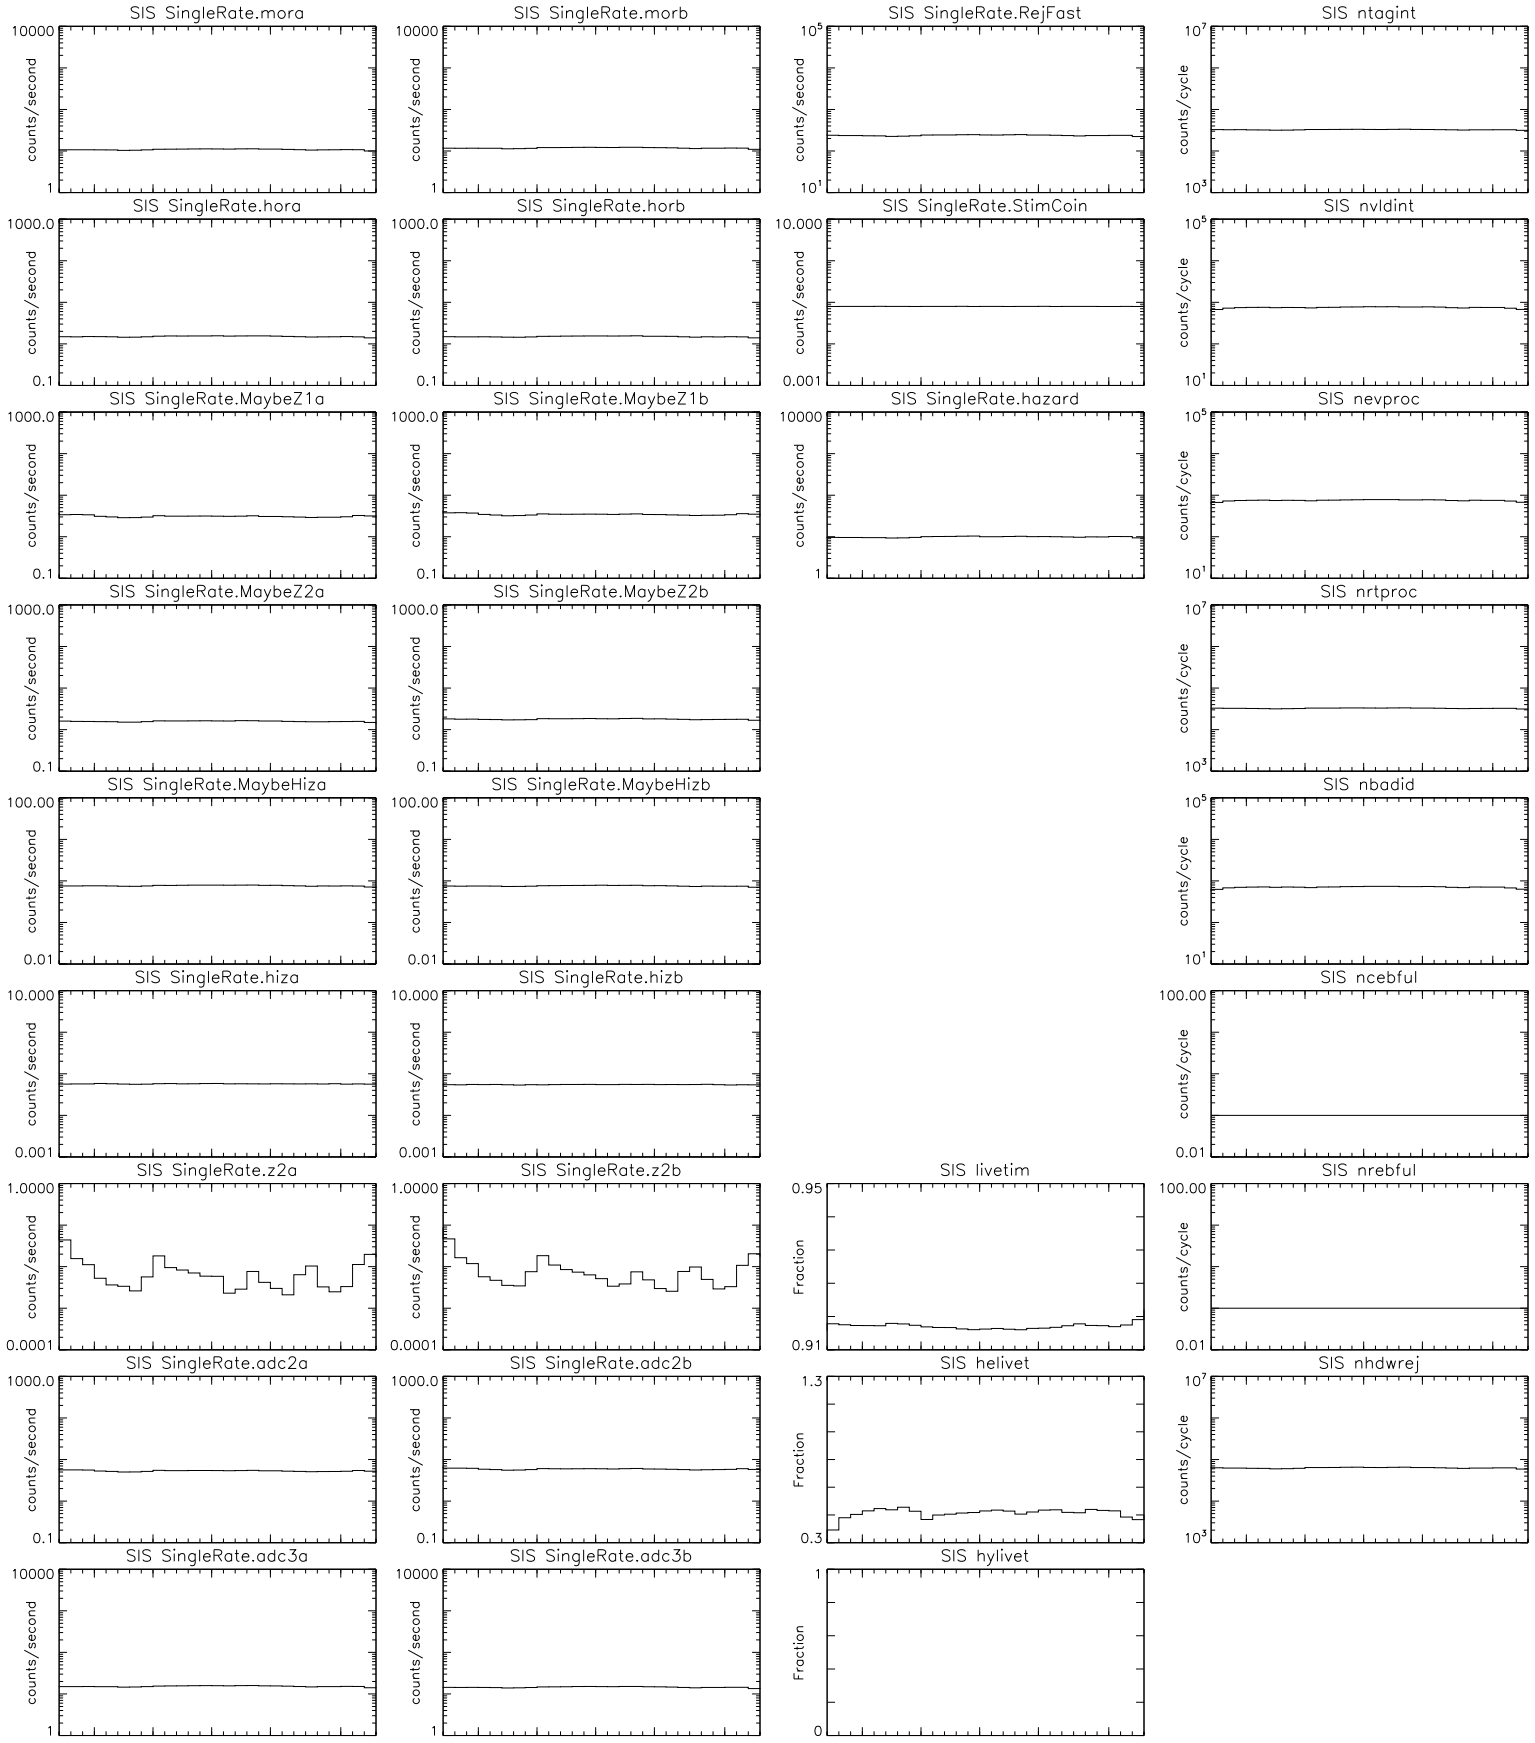 SIS SingleRate.mora
10000
counts/second
1
SIS SingleRate.morb
10000
counts/second
1
SIS SingleRate.RejFast
10^5
counts/second
10^1
SIS ntagint
10^7
counts/cycle
10^3
SIS SingleRate.hora
1000.0
counts/second
0.1
SIS SingleRate.horb
1000.0
counts/second
0.1
SIS SingleRate.StimCoin
10.000
counts/second
0.001
SIS nvldint
10^5
counts/cycle
10^1
SIS SingleRate.MaybeZ1a
1000.0
counts/second
0.1
SIS SingleRate.MaybeZ1b
1000.0
counts/second
0.1
SIS SingleRate.hazard
10000
counts/second
1
SIS nevproc
10^5
counts/cycle
10^1
SIS SingleRate.MaybeZ2a
1000.0
counts/second
0.1
SIS SingleRate.MaybeZ2b
1000.0
counts/second
0.1
SIS nrtproc
10^7
counts/cycle
10^3
SIS SingleRate.MaybeHiza
100.00
counts/second
0.01
SIS SingleRate.MaybeHizb
100.00
counts/second
0.01
SIS nbadid
10^5
counts/cycle
10^1
SIS SingleRate.hiza
10.000
counts/second
0.001
SIS SingleRate.hizb
10.000
counts/second
0.001
SIS ncebful
100.00
counts/cycle
0.01
SIS SingleRate.z2a
1.0000
counts/second
0.0001
SIS SingleRate.z2b
1.0000
counts/second
0.0001
SIS livetim
0.95
Fraction
0.91
SIS nrebful
100.00
counts/cycle
0.01
SIS SingleRate.adc2a
1000.0
counts/second
0.1
SIS SingleRate.adc2b
1000.0
counts/second
0.1
SIS helivet
1.3
Fraction
0.3
SIS nhdwrej
10^7
counts/cycle
10^3
SIS SingleRate.adc3a
10000
counts/second
1
SIS SingleRate.adc3b
10000
counts/second
1
SIS hylivet
1
Fraction
0